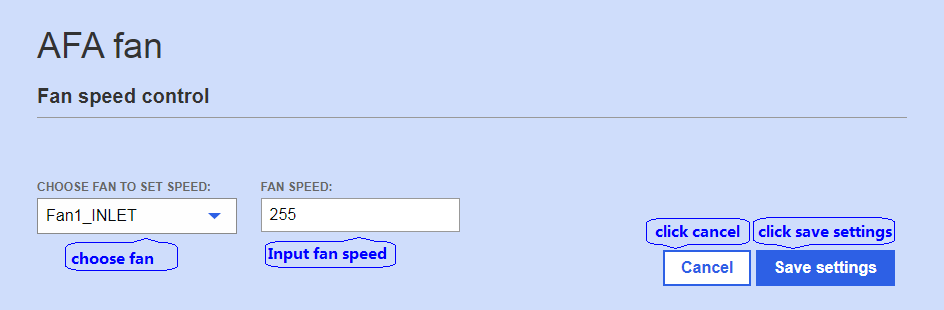 AFA fan
Fan speed control
CHOOSE FAN TO SET SPEED:
FAN SPEED:
Fan1_INLET
255
choose fan
Input fan speed
click cancel
click save settings
Cancel
Save settings